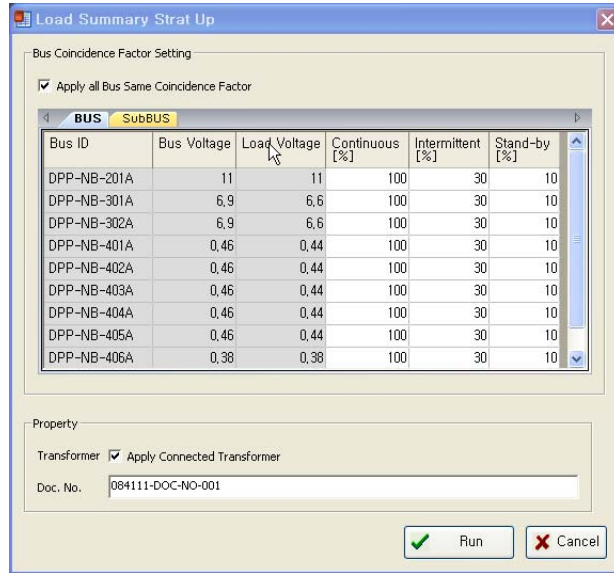 Load Summary Strat Up
Bus Coincidence Factor Setting
Apply all Bus Same Coincidence Factor
BUS SubBUS
Bus ID Bus Voltage Load Voltage Continuous [%] Intermittent [%] Stand-by [%]
DPP-NB-201A 11 11 100 30 10
DPP-NB-301A 6,9 6,6 100 30 10
DPP-NB-302A 6,9 6,6 100 30 10
DPP-NB-401A 0,46 0,44 100 30 10
DPP-NB-402A 0,46 0,44 100 30 10
DPP-NB-403A 0,46 0,44 100 30 10
DPP-NB-404A 0,46 0,44 100 30 10
DPP-NB-405A 0,46 0,44 100 30 10
DPP-NB-406A 0,38 0,38 100 30 10
Property
Transformer Apply Connected Transformer
Doc. No. 084111-DOC-NO-001
Run Cancel